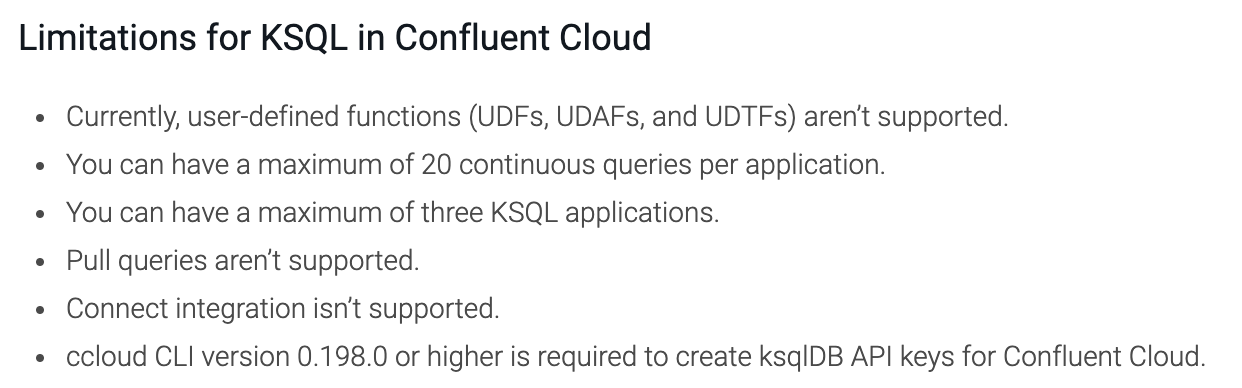 Limitations for KSQL in Confluent Cloud
• Currently, user-defined functions (UDFs, UDAFs, and UDTFs) aren’t supported.
• You can have a maximum of 20 continuous queries per application.
• You can have a maximum of three KSQL applications.
• Pull queries aren’t supported.
• Connect integration isn’t supported.
• ccloud CLI version 0.198.0 or higher is required to create ksqlDB API keys for Confluent Cloud.